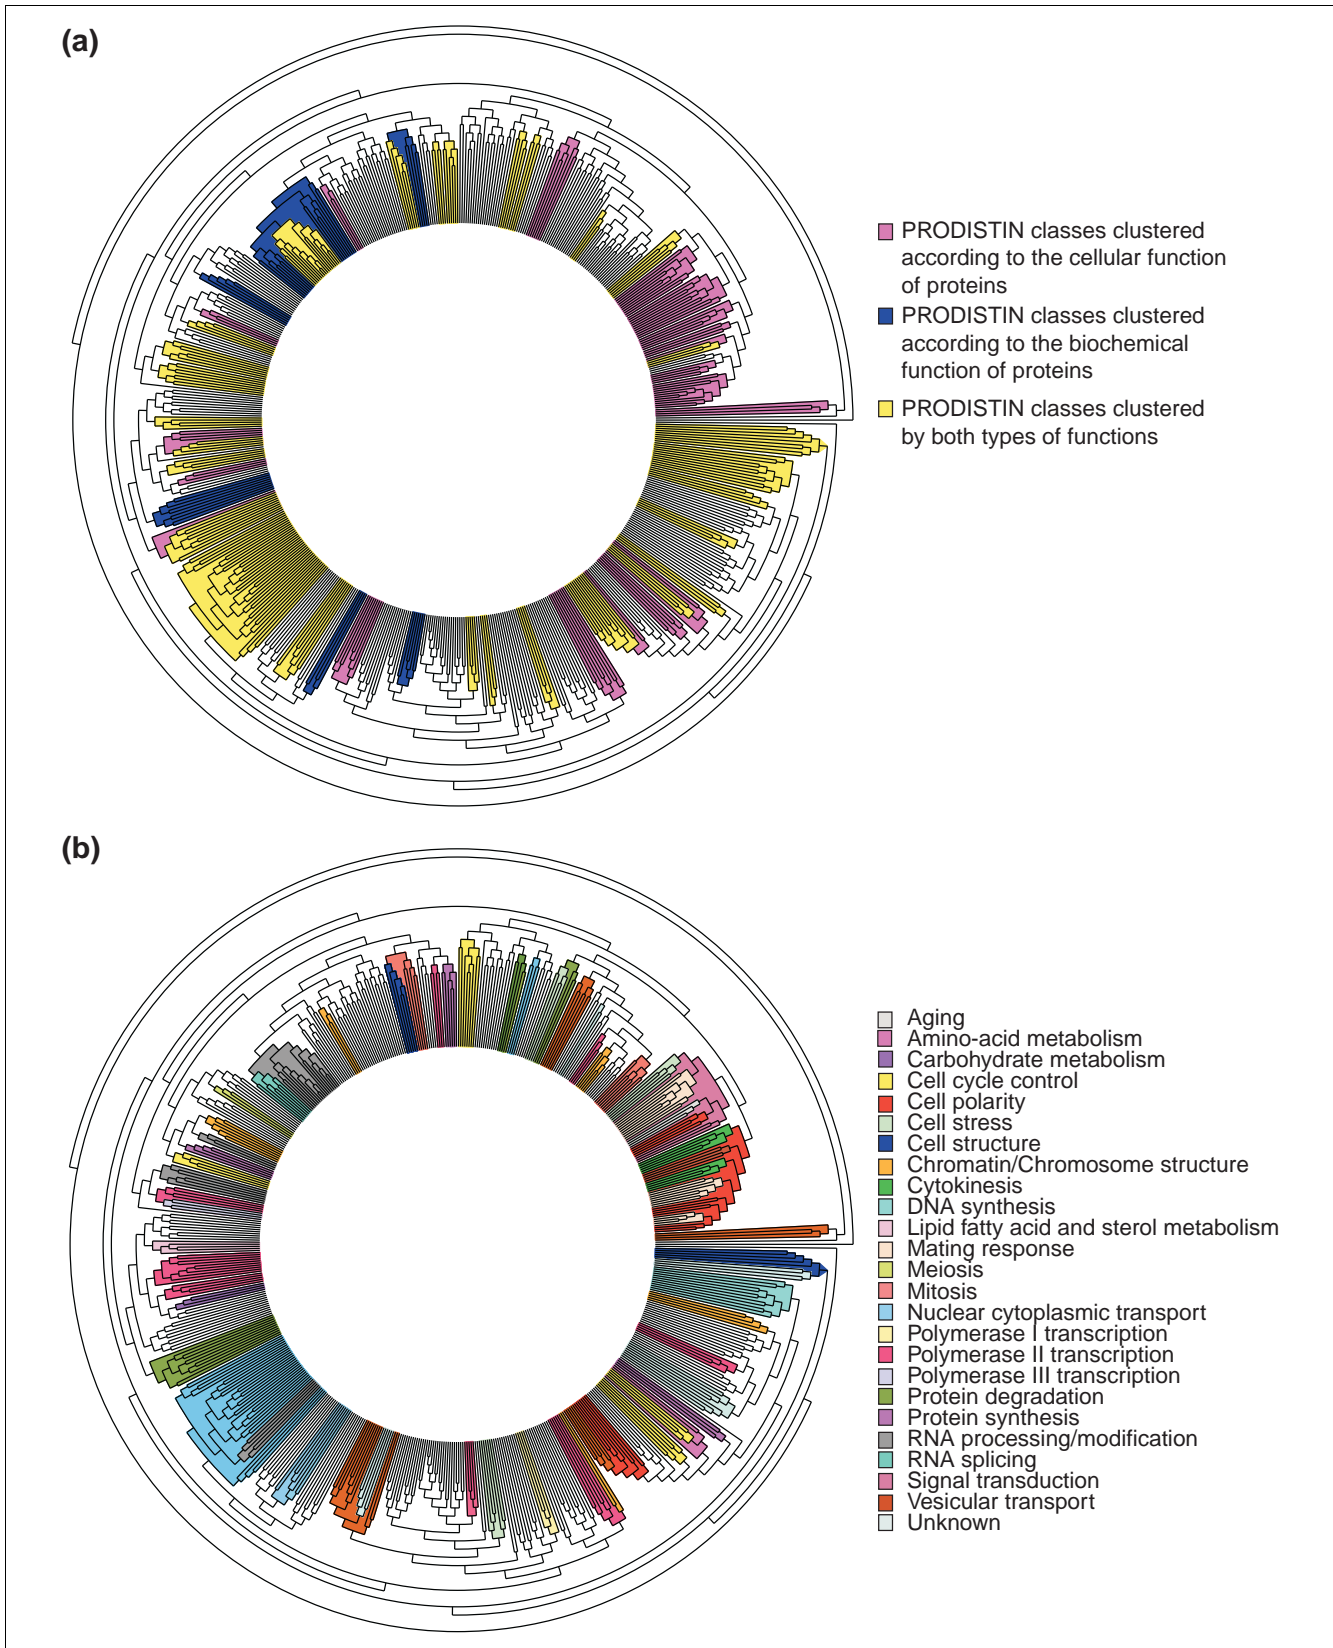 (a)
PRODISTIN classes clustered
according to the cellular function
of proteins
PRODISTIN classes clustered
according to the biochemical
function of proteins
PRODISTIN classes clustered
by both types of functions
(b)
Aging
Amino-acid metabolism
Carbohydrate metabolism
Cell cycle control
Cell polarity
Cell stress
Cell structure
Chromatin/Chromosome structure
Cytokinesis
DNA synthesis
Lipid fatty acid and sterol metabolism
Mating response
Meiosis
Mitosis
Nuclear cytoplasmic transport
Polymerase I transcription
Polymerase II transcription
Polymerase III transcription
Protein degradation
Protein synthesis
RNA processing/modification
RNA splicing
Signal transduction
Vesicular transport
Unknown